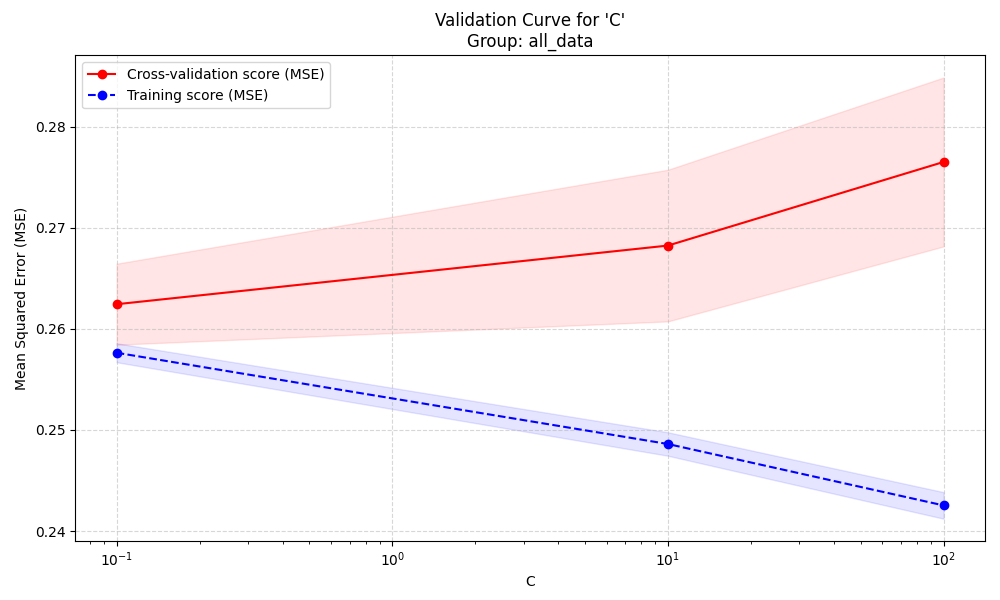 Validation Curve for 'C'
Group: all_data
Cross-validation score (MSE)
Training score (MSE)
Mean Squared Error (MSE)
0.28
0.27
0.26
0.25
0.24
10⁻¹
10⁰
10¹
10²
C